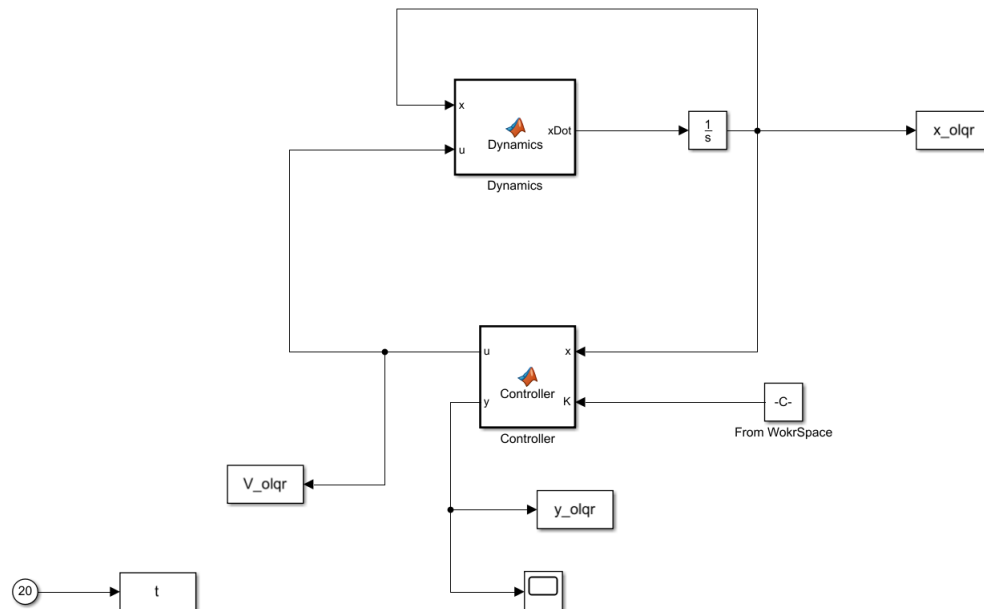 x
u
Dynamics
xDot
Dynamics
1
s
x_olqr
u
y
Controller
x
K
Controller
-C-
From WokrSpace
V_olqr
y_olqr
20
t